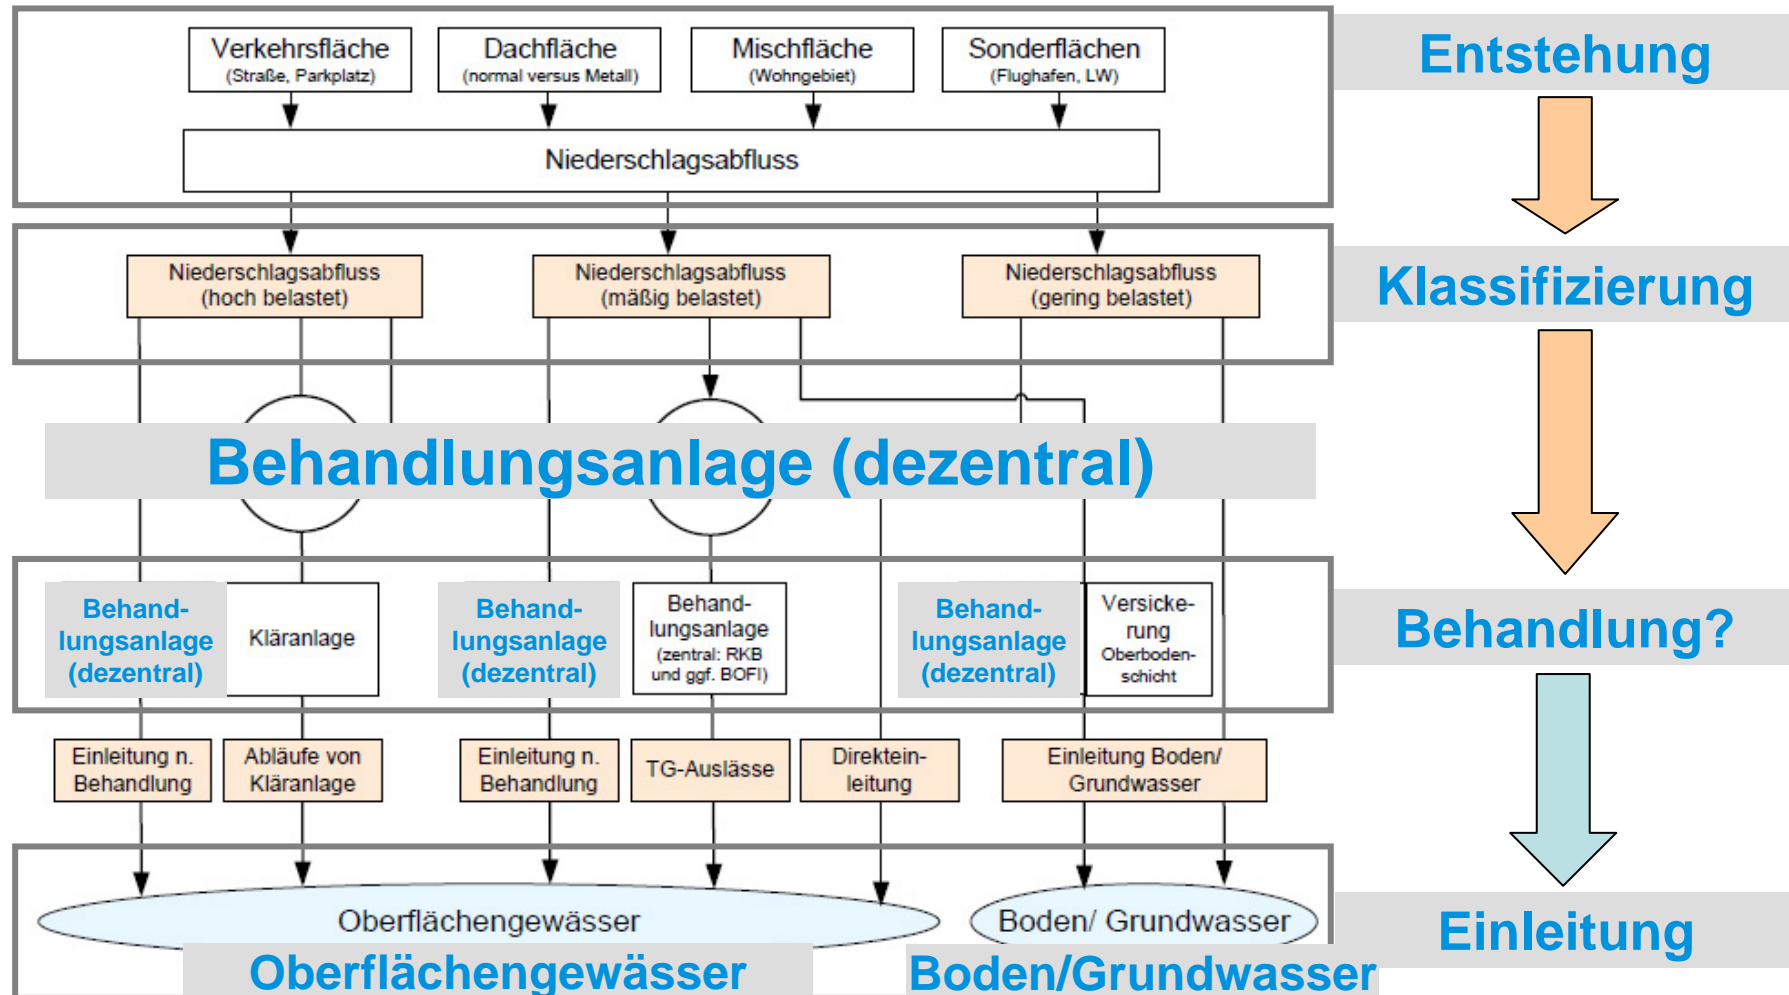 Verkehrsfläche
(Straße, Parkplatz)
Dachfläche
(normal versus Metall)
Mischfläche
(Wohngebiet)
Sonderflächen
(Flughafen, LW)
Entstehung
Niederschlagsabfluss
Niederschlagsabfluss
(hoch belastet)
Niederschlagsabfluss
(mäßig belastet)
Niederschlagsabfluss
(gering belastet)
Klassifizierung
Behandlungsanlage (dezentral)
Behand-
lungsanlage
(dezentral)
Kläranlage
Behand-
lungsanlage
(dezentral)
Behand-
lungsanlage
(zentral: RKB
und ggf. BOFI)
Behand-
lungsanlage
(dezentral)
Versicke-
rung
Oberboden-
schicht
Behandlung?
Einleitung n.
Behandlung
Abläufe von
Kläranlage
Einleitung n.
Behandlung
TG-Auslässe
Direktein-
leitung
Einleitung Boden/
Grundwasser
Oberflächengewässer
Boden/ Grundwasser
Einleitung
Oberflächengewässer
Boden/Grundwasser